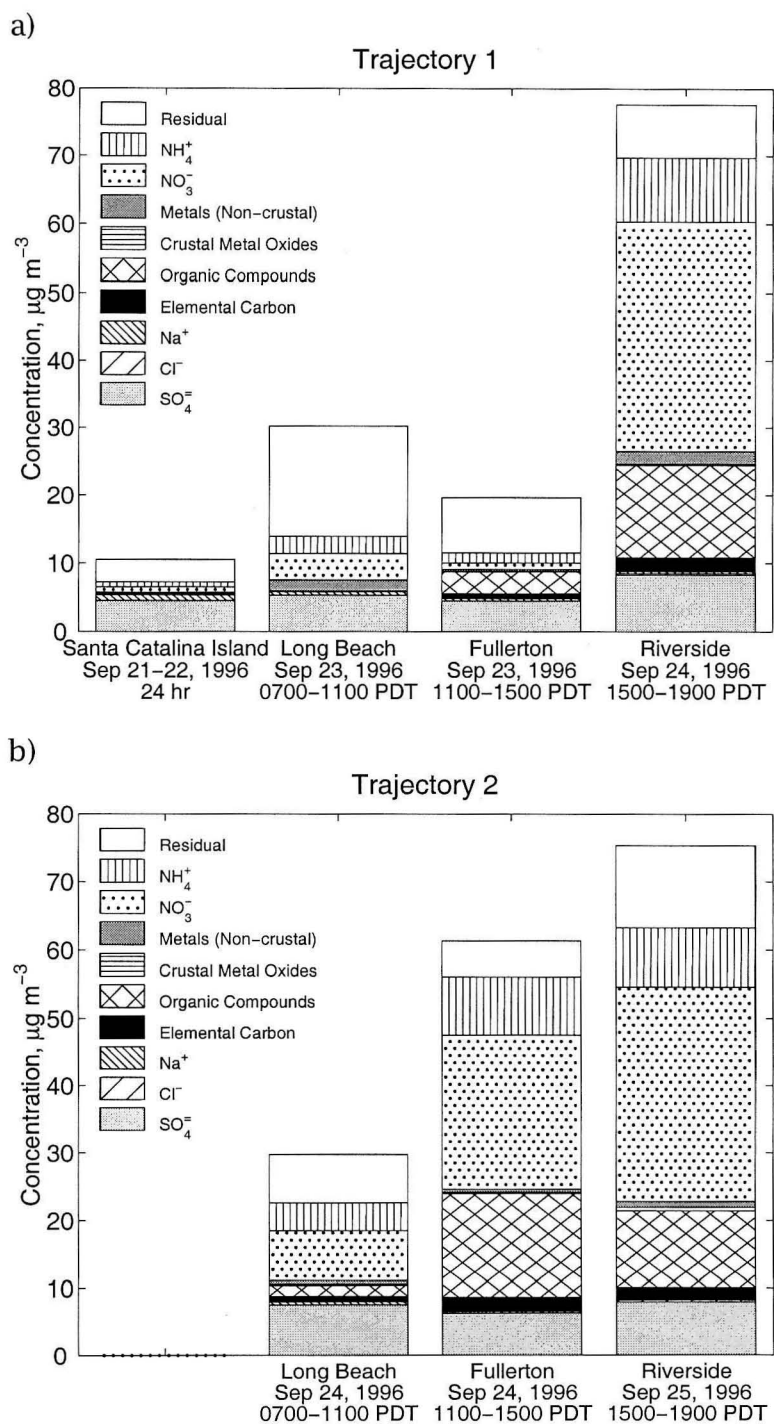 a)
Trajectory 1
80
70
60
50
40
30
20
10
0
Concentration, μg m⁻³
Residual
NH₄⁺
NO₃⁻
Metals (Non-crustal)
Crustal Metal Oxides
Organic Compounds
Elemental Carbon
Na⁺
Cl⁻
SO₄⁼
Santa Catalina Island
Sep 21–22, 1996
24 hr
Long Beach
Sep 23, 1996
0700–1100 PDT
Fullerton
Sep 23, 1996
1100–1500 PDT
Riverside
Sep 24, 1996
1500–1900 PDT
b)
Trajectory 2
80
70
60
50
40
30
20
10
0
Concentration, μg m⁻³
Residual
NH₄⁺
NO₃⁻
Metals (Non-crustal)
Crustal Metal Oxides
Organic Compounds
Elemental Carbon
Na⁺
Cl⁻
SO₄⁼
Long Beach
Sep 24, 1996
0700–1100 PDT
Fullerton
Sep 24, 1996
1100–1500 PDT
Riverside
Sep 25, 1996
1500–1900 PDT